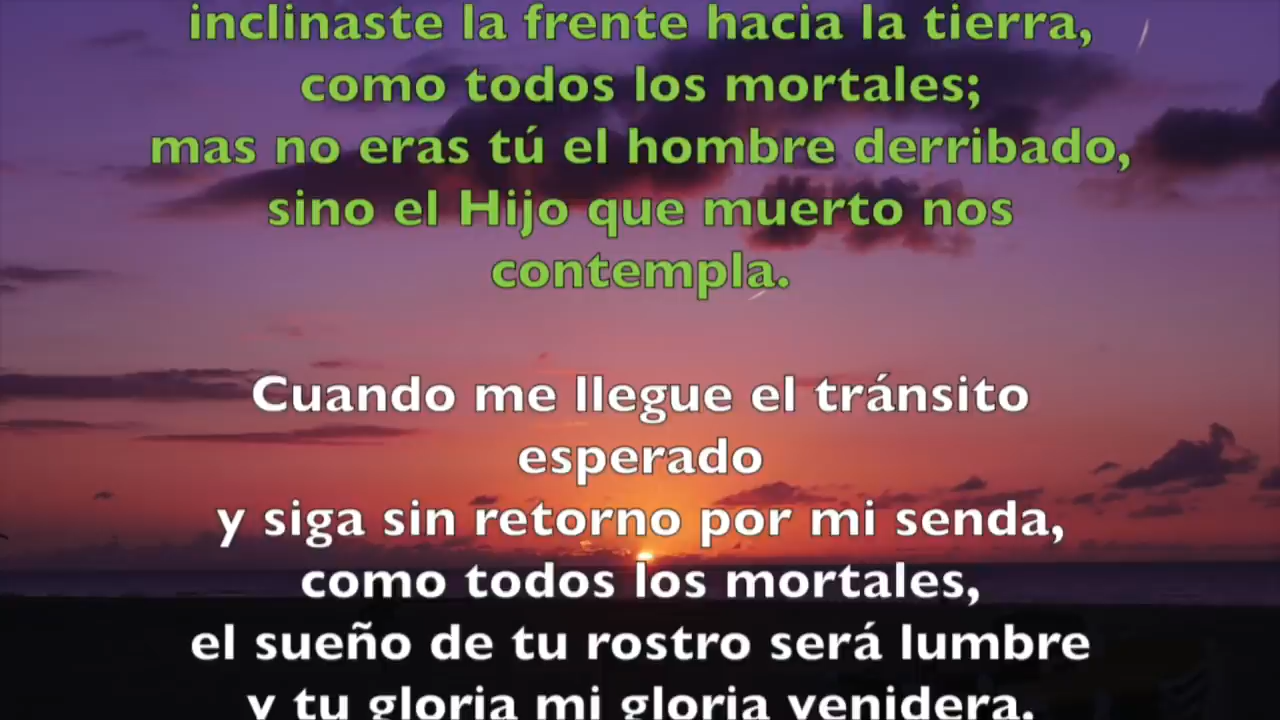 inclinaste la frente hacia la tierra,
como todos los mortales;
mas no eras tú el hombre derribado,
sino el Hijo que muerto nos
contempla.
Cuando me llegue el tránsito
esperado
y siga sin retorno por mi senda,
como todos los mortales,
el sueño de tu rostro será lumbre
y tu gloria mi gloria venidera.